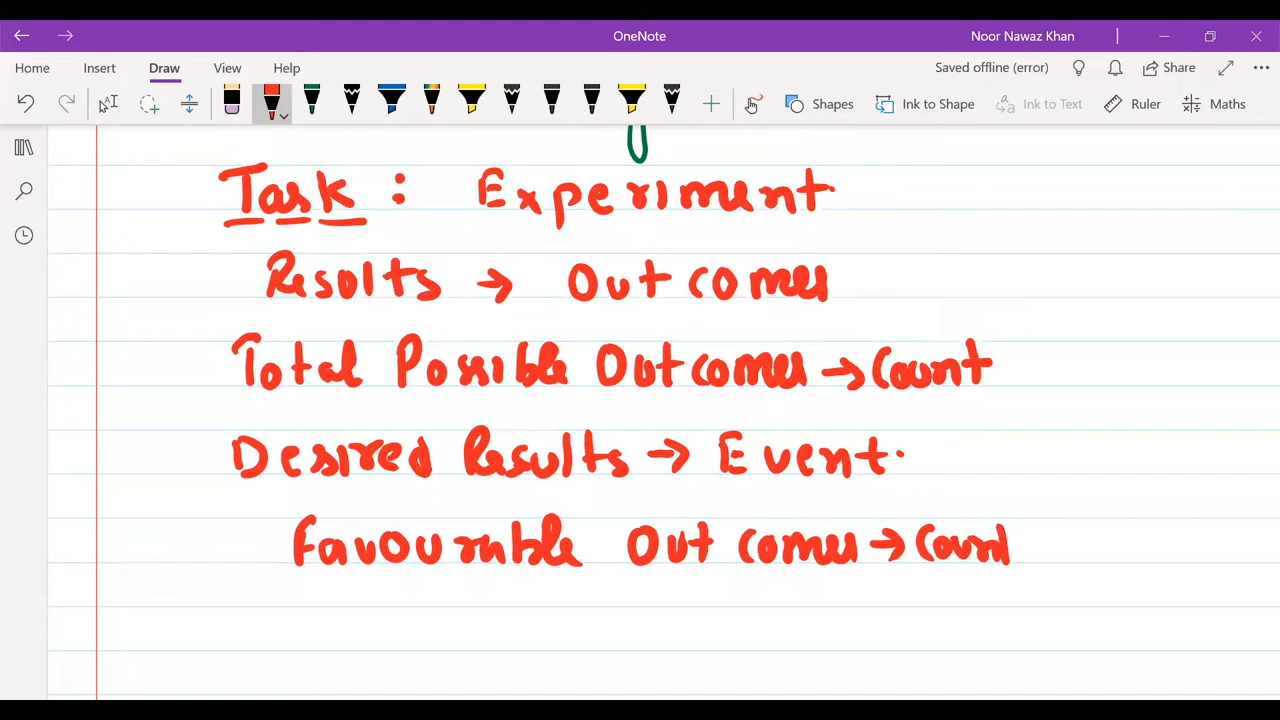 OneNote
Noor Nawaz Khan
Home Insert Draw View Help
Saved offline (error)
Share
Shapes
Ink to Shape
Ink to Text
Ruler
Maths
Task : Experiment
Results → Outcomes
Total Possible Outcomes → Count
Desired Results → Event.
Favourable Outcomes → Count